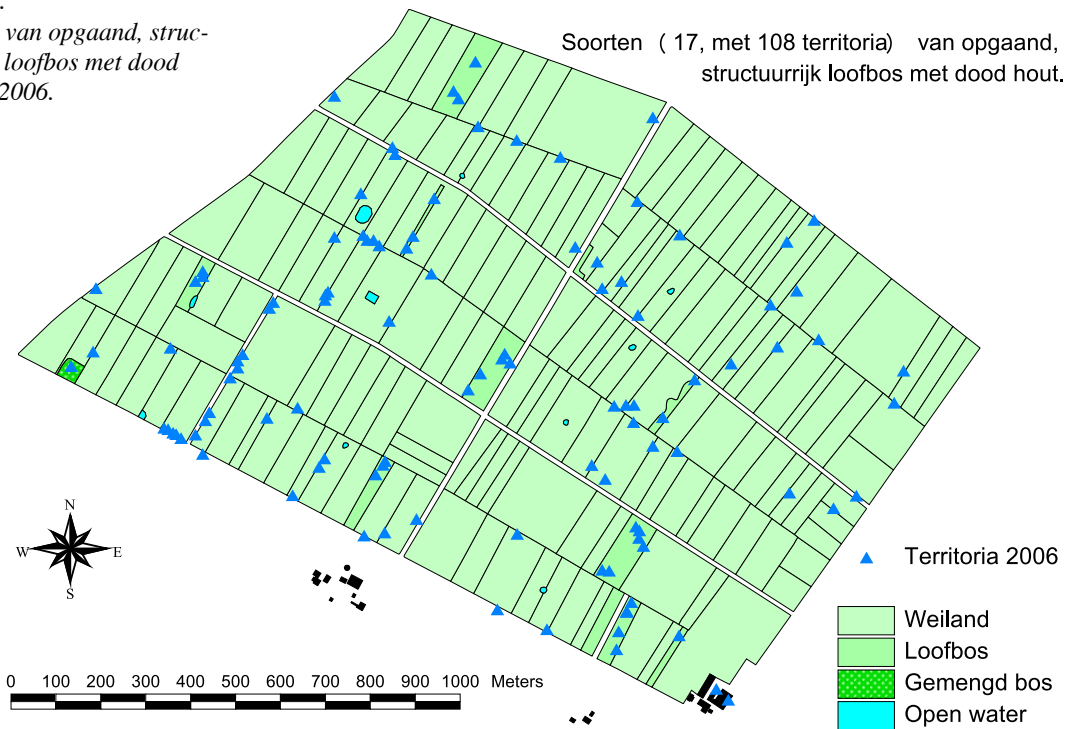 van opgaand, struc-
loofbos met dood
2006.
Soorten ( 17, met 108 territoria) van opgaand,
structuurrijk loofbos met dood hout.
N
W E
S
Territoria 2006
Weiland
Loofbos
Gemengd bos
Open water
0 100 200 300 400 500 600 700 800 900 1000 Meters